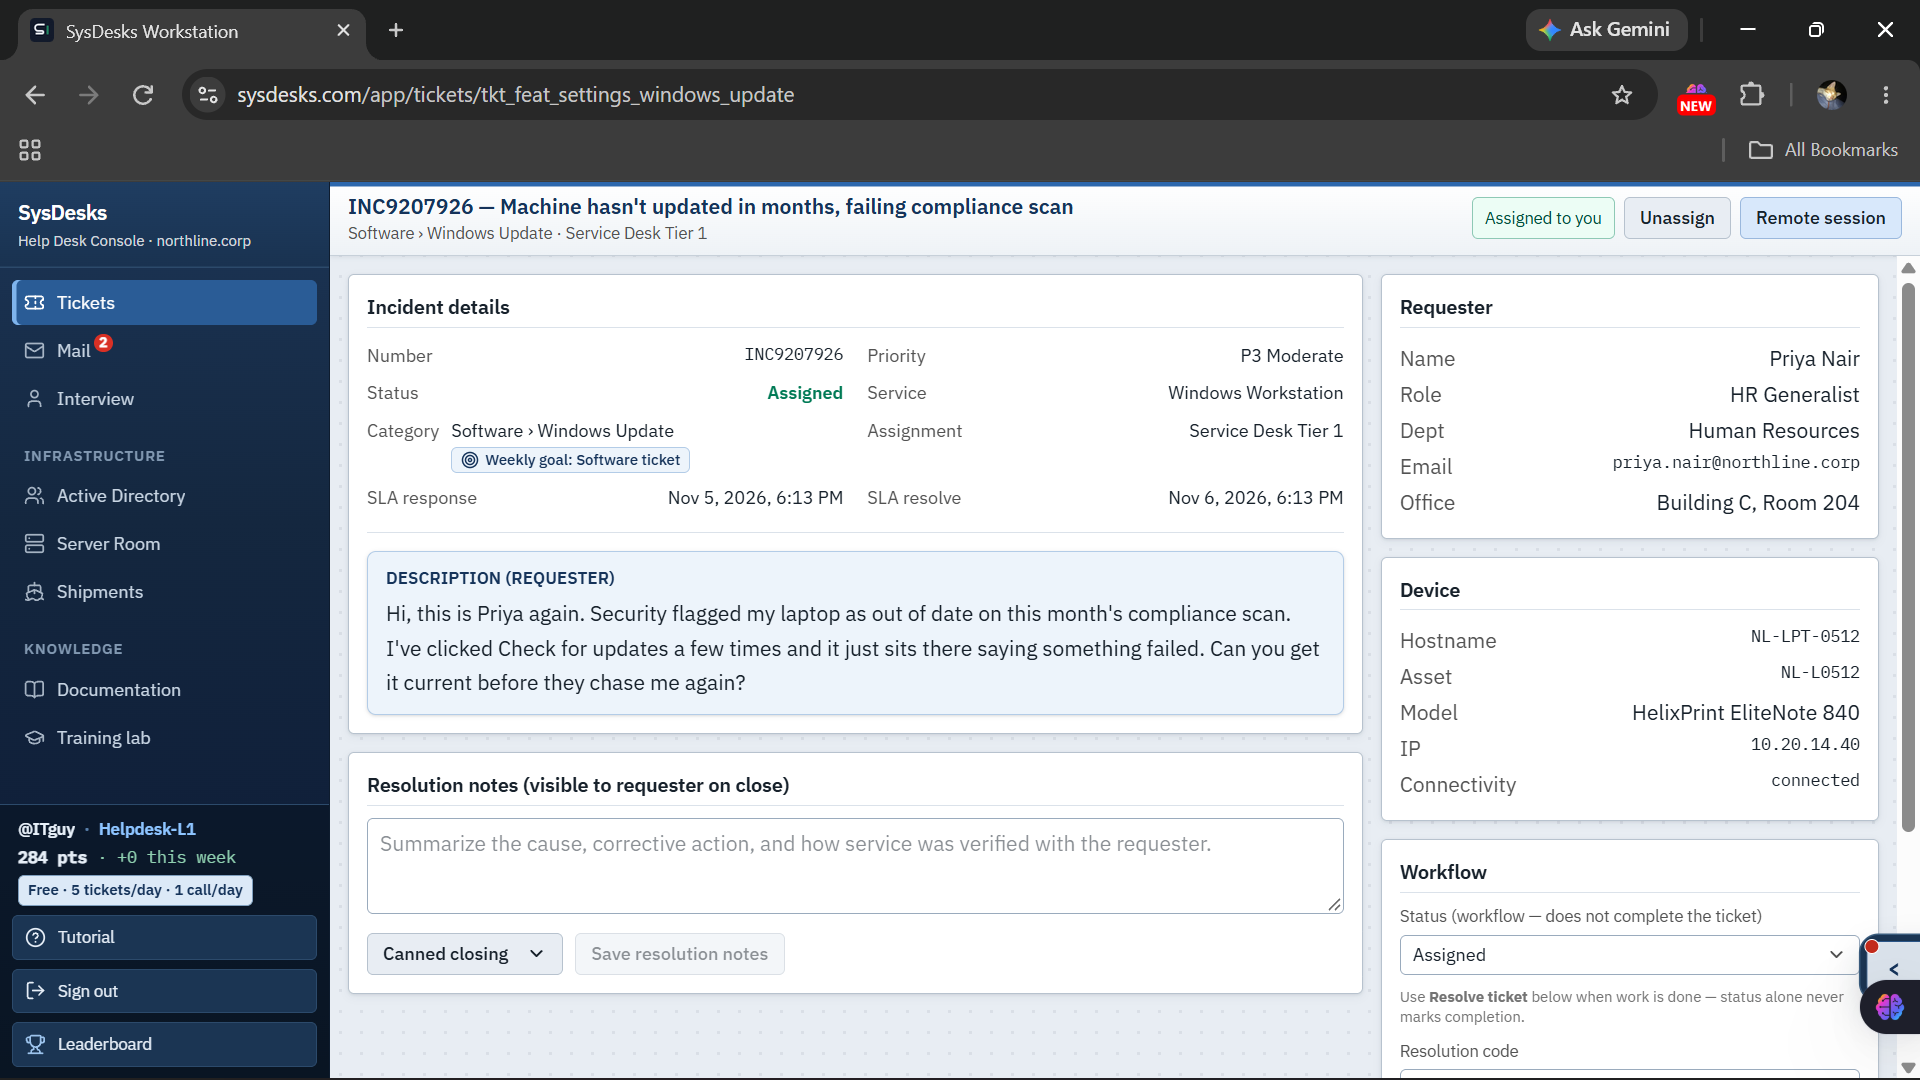 SysDesks Workstation
Ask Gemini
sysdesks.com/app/tickets/tkt_feat_settings_windows_update
NEW
All Bookmarks
SysDesks
Help Desk Console · northline.corp
Tickets
Mail 2
Interview
INFRASTRUCTURE
Active Directory
Server Room
Shipments
KNOWLEDGE
Documentation
Training lab
@ITguy · Helpdesk-L1
284 pts · +0 this week
Free · 5 tickets/day · 1 call/day
Tutorial
Sign out
Leaderboard
INC9207926 — Machine hasn't updated in months, failing compliance scan
Software › Windows Update · Service Desk Tier 1
Assigned to you
Unassign
Remote session
Incident details
Number INC9207926 Priority P3 Moderate
Status Assigned Service Windows Workstation
Category Software › Windows Update Assignment Service Desk Tier 1
Weekly goal: Software ticket
SLA response Nov 5, 2026, 6:13 PM SLA resolve Nov 6, 2026, 6:13 PM
DESCRIPTION (REQUESTER)
Hi, this is Priya again. Security flagged my laptop as out of date on this month's compliance scan.
I've clicked Check for updates a few times and it just sits there saying something failed. Can you get
it current before they chase me again?
Resolution notes (visible to requester on close)
Summarize the cause, corrective action, and how service was verified with the requester.
Canned closing
Save resolution notes
Requester
Name Priya Nair
Role HR Generalist
Dept Human Resources
Email priya.nair@northline.corp
Office Building C, Room 204
Device
Hostname NL-LPT-0512
Asset NL-L0512
Model HelixPrint EliteNote 840
IP 10.20.14.40
Connectivity connected
Workflow
Status (workflow — does not complete the ticket)
Assigned
Use Resolve ticket below when work is done — status alone never
marks completion.
Resolution code